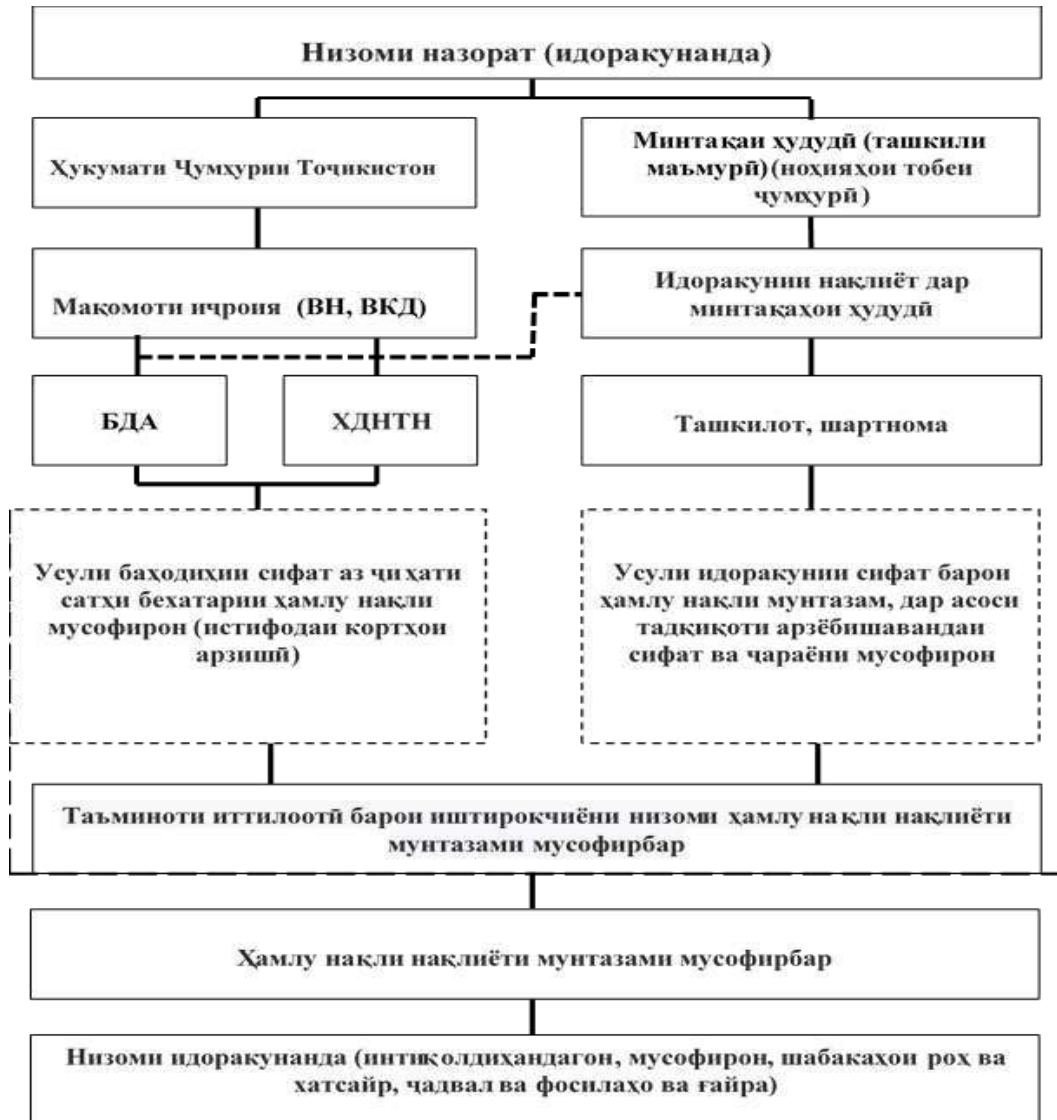 Низоми назорат (идоракунанда)
Ҳукумати Ҷумҳурии Тоҷикистон
Минтақаи ҳудудӣ (ташкили
маъмурӣ)(ноҳияҳои тобеи
ҷумҳурӣ)
Мақомоти иҷроия (ВН, ВКД)
Идоракунии нақлиёт дар
минтақаҳои ҳудудӣ
БДА
ХДНТН
Ташкилот, шартнома
Усули баҳодиҳии сифат аз ҷиҳати
сатҳи бехатарии ҳамлу нақли
мусофирон (истифодаи кортҳои
арзишӣ)
Усули идоракунии сифат барои
ҳамлу нақли мунтазам, дар асоси
тадқиқоти арзёбишавандаи
сифат ва ҷараёни мусофирон
Таъминоти иттилоотӣ барои иштирокчиёни низоми ҳамлу нақли нақлиёти
мунтазами мусофирбар
Ҳамлу нақли нақлиёти мунтазами мусофирбар
Низоми идоракунанда (интиқолдиҳандагон, мусофирон, шабакаҳои роҳ ва
хатсайр, ҷадвал ва фосилаҳо ва ғайра)